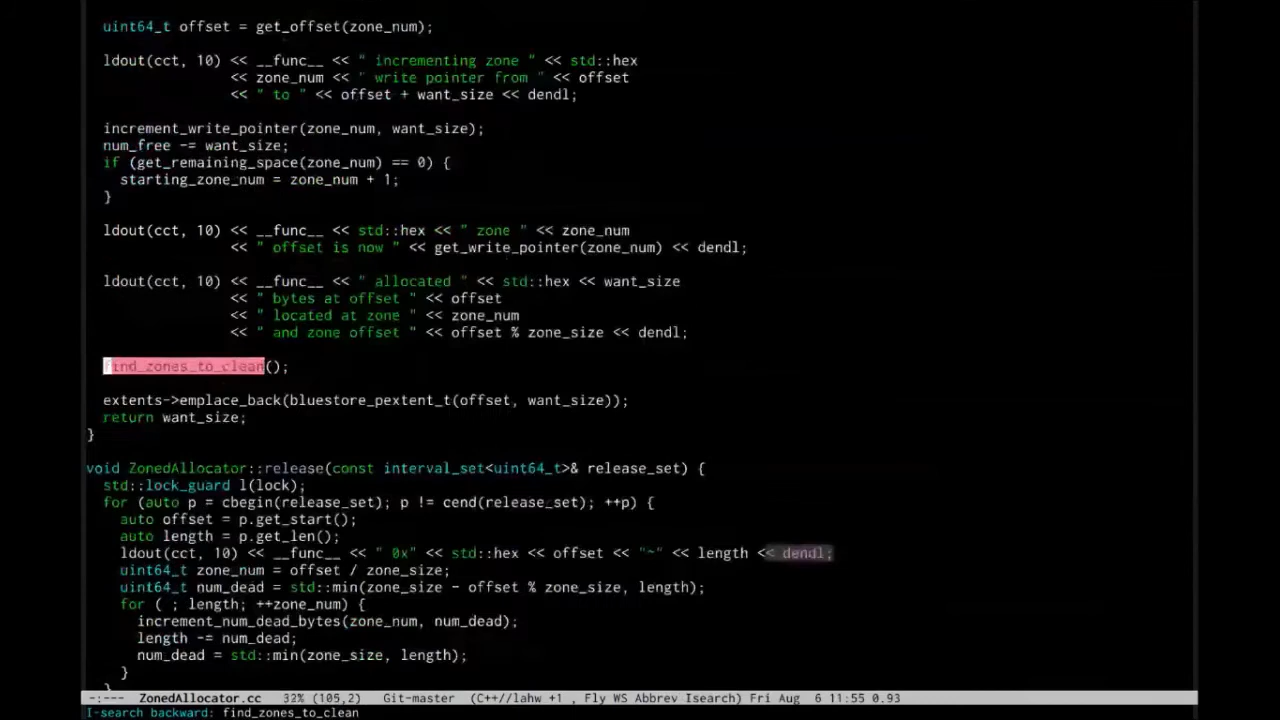 uint64_t offset = get_offset(zone_num);
ldout(cct, 10) << __func__ << " incrementing zone " << std::hex
<< zone_num << " write pointer from " << offset
<< " to " << offset + want_size << dendl;
increment_write_pointer(zone_num, want_size);
num_free -= want_size;
if (get_remaining_space(zone_num) == 0) {
starting_zone_num = zone_num + 1;
}
ldout(cct, 10) << __func__ << std::hex << " zone " << zone_num
<< " offset is now " << get_write_pointer(zone_num) << dendl;
ldout(cct, 10) << __func__ << " allocated " << std::hex << want_size
<< " bytes at offset " << offset
<< " located at zone " << zone_num
<< " and zone offset " << offset % zone_size << dendl;
find_zones_to_clean();
extents->emplace_back(bluestore_pextent_t(offset, want_size));
return want_size;
}
void ZonedAllocator::release(const interval_set<uint64_t>& release_set) {
std::lock_guard l(lock);
for (auto p = cbegin(release_set); p != cend(release_set); ++p) {
auto offset = p.get_start();
auto length = p.get_len();
ldout(cct, 10) << __func__ << " 0x" << std::hex << offset << "~" << length << dendl;
uint64_t zone_num = offset / zone_size;
uint64_t num_dead = std::min(zone_size - offset % zone_size, length);
for ( ; length; ++zone_num) {
increment_num_dead_bytes(zone_num, num_dead);
length -= num_dead;
num_dead = std::min(zone_size, length);
}
}
-:--- ZonedAllocator.cc 32% (105,2) Git-master (C++//lahw +1 , Fly WS Abbrev Isearch) Fri Aug 6 11:55 0.93
I-search backward: find_zones_to_clean